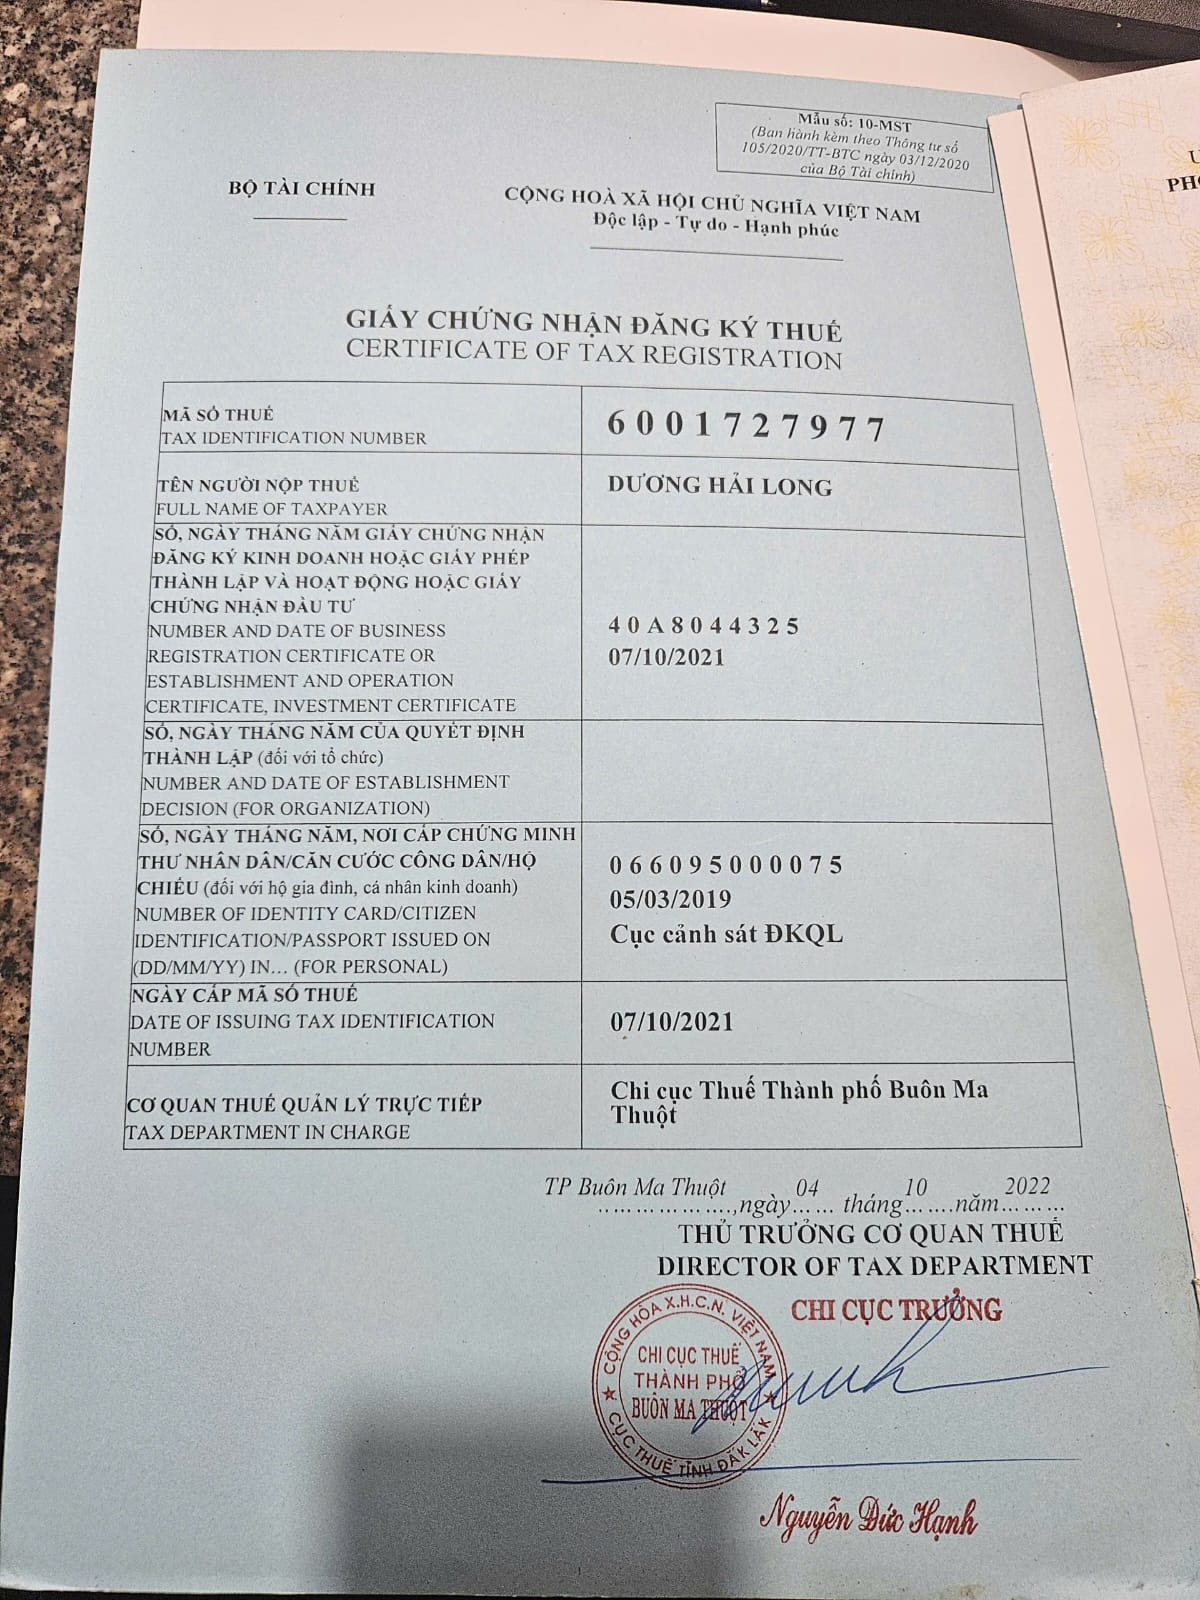 Mẫu số: 10-MST
(Ban hành kèm theo Thông tư số
105/2020/TT-BTC ngày 03/12/2020
của Bộ Tài chính)
BỘ TÀI CHÍNH
CỘNG HOÀ XÃ HỘI CHỦ NGHĨA VIỆT NAM
Độc lập - Tự do - Hạnh phúc
GIẤY CHỨNG NHẬN ĐĂNG KÝ THUẾ
CERTIFICATE OF TAX REGISTRATION
MÃ SỐ THUẾ
TAX IDENTIFICATION NUMBER
6001727977
TÊN NGƯỜI NỘP THUẾ
FULL NAME OF TAXPAYER
DƯƠNG HẢI LONG
SỐ, NGÀY THÁNG NĂM GIẤY CHỨNG NHẬN
ĐĂNG KÝ KINH DOANH HOẶC GIẤY PHÉP
THÀNH LẬP VÀ HOẠT ĐỘNG HOẶC GIẤY
CHỨNG NHẬN ĐẦU TƯ
NUMBER AND DATE OF BUSINESS
REGISTRATION CERTIFICATE OR
ESTABLISHMENT AND OPERATION
CERTIFICATE, INVESTMENT CERTIFICATE
40A8044325
07/10/2021
SỐ, NGÀY THÁNG NĂM CỦA QUYẾT ĐỊNH
THÀNH LẬP (đối với tổ chức)
NUMBER AND DATE OF ESTABLISHMENT
DECISION (FOR ORGANIZATION)
SỐ, NGÀY THÁNG NĂM, NƠI CẤP CHỨNG MINH
THƯ NHÂN DÂN/CĂN CƯỚC CÔNG DÂN/HỘ
CHIẾU (đối với hộ gia đình, cá nhân kinh doanh)
NUMBER OF IDENTITY CARD/CITIZEN
IDENTIFICATION/PASSPORT ISSUED ON
(DD/MM/YY) IN... (FOR PERSONAL)
066095000075
05/03/2019
Cục cảnh sát ĐKQL
NGÀY CẤP MÃ SỐ THUẾ
DATE OF ISSUING TAX IDENTIFICATION
NUMBER
07/10/2021
CƠ QUAN THUẾ QUẢN LÝ TRỰC TIẾP
TAX DEPARTMENT IN CHARGE
Chi cục Thuế Thành phố Buôn Ma
Thuột
TP Buôn Ma Thuột, ngày 04 tháng 10 năm 2022
THỦ TRƯỞNG CƠ QUAN THUẾ
DIRECTOR OF TAX DEPARTMENT
CHI CỤC TRƯỞNG
CỘNG HÒA X.H.C.N. VIỆT NAM
CHI CỤC THUẾ
THÀNH PHỐ
BUÔN MA THUỘT
CỤC THUẾ TỈNH ĐẮK LẮK
Nguyễn Đức Hạnh